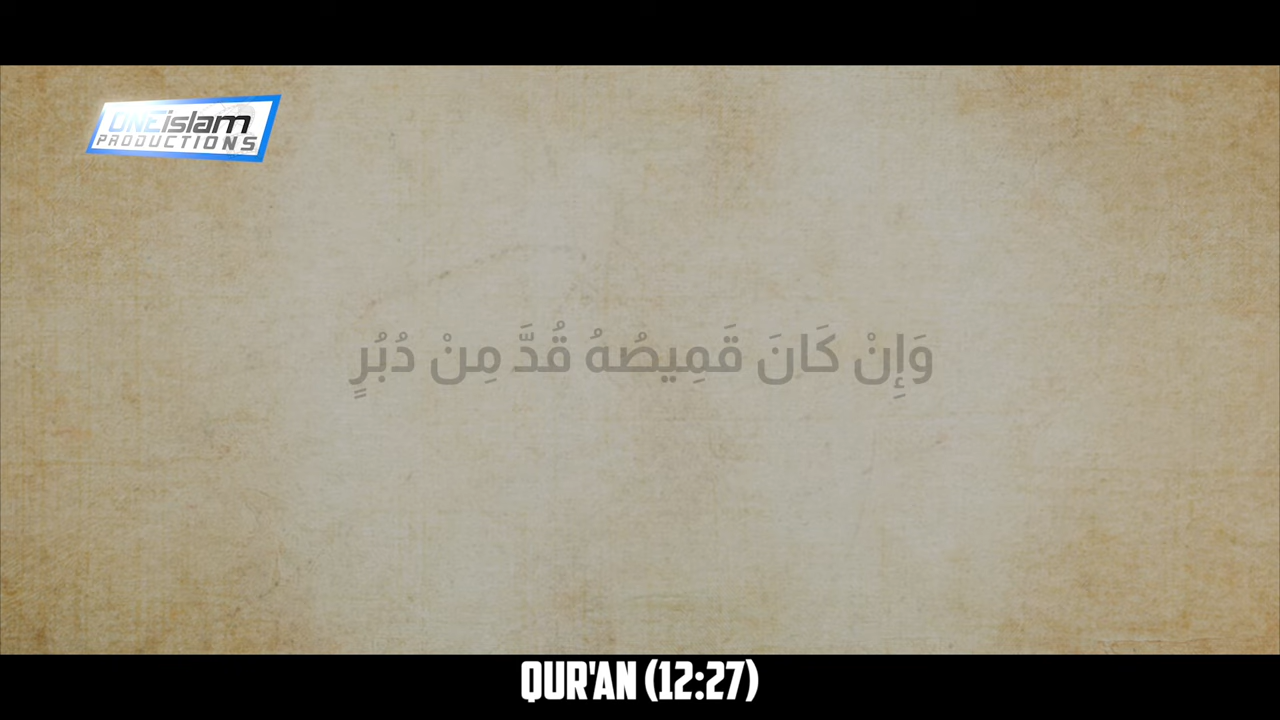 ONEislam
PRODUCTIONS
وَإِنْ كَانَ قَمِيصُهُ قُدَّ مِنْ دُبُرٍ
QUR'AN (12:27)